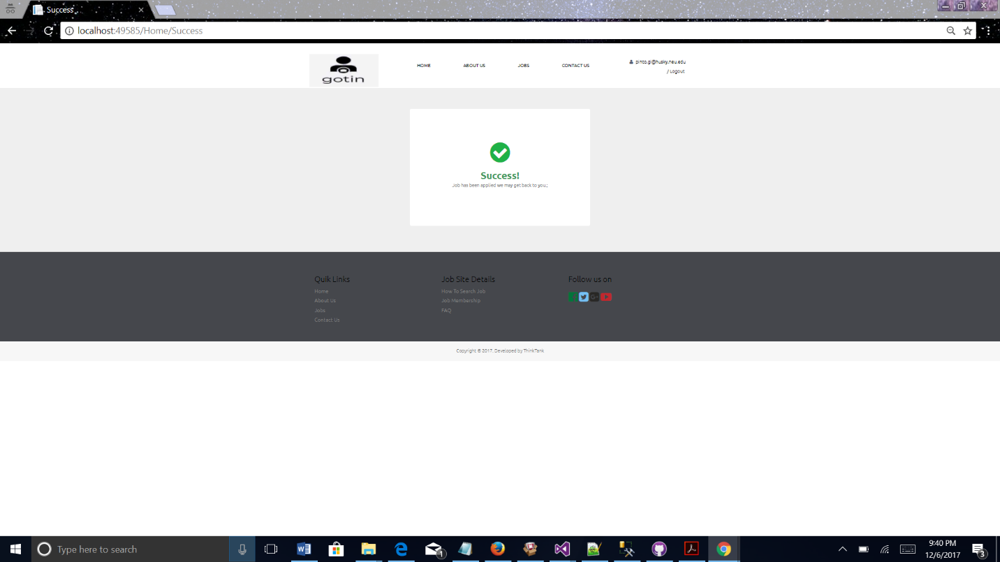 Success
localhost:49585/Home/Success
gotin
HOME ABOUT US JOBS CONTACT US
pinto.gl@husky.neu.edu
/ Logout
Success!
Job has been applied we may get back to you.;
Quik Links
Home
About Us
Jobs
Contact Us
Job Site Details
How To Search Job
Job Membership
FAQ
Follow us on
Copyright © 2017. Developed by ThinkTank
Type here to search
1
9:40 PM
12/6/2017
3